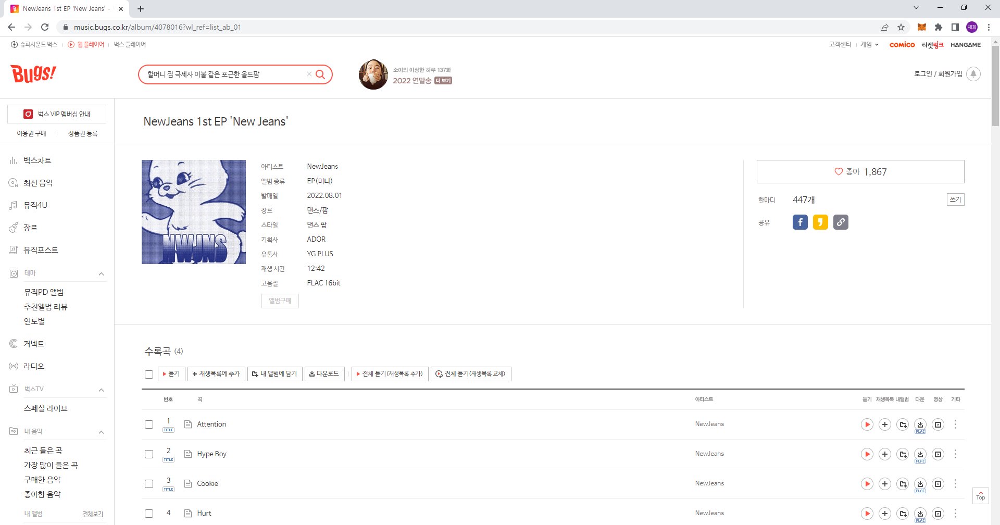 NewJeans 1st EP 'New Jeans' -
music.bugs.co.kr/album/4078016?wl_ref=list_ab_01
채희
슈퍼사운드 벅스
웹 플레이어
벅스 플레이어
고객센터
게임
comico
티켓링크
HANGAME
Bugs!
할머니 집 극세사 이불 같은 포근한 올드팝
소이의 이상한 하루 137화
2022 연말송 더 보기
로그인 / 회원가입
벅스 VIP 멤버십 안내
이용권 구매
상품권 등록
벅스차트
최신 음악
뮤직4U
장르
뮤직포스트
테마
뮤직PD 앨범
추천앨범 리뷰
연도별
커넥트
라디오
벅스TV
스페셜 라이브
my 내 음악
최근 들은 곡
가장 많이 들은 곡
구매한 음악
좋아한 음악
내 앨범 전체보기
NewJeans 1st EP 'New Jeans'
NWJNS
아티스트 NewJeans
앨범 종류 EP(미니)
발매일 2022.08.01
장르 댄스/팝
스타일 댄스 팝
기획사 ADOR
유통사 YG PLUS
재생 시간 12:42
고음질 FLAC 16bit
앨범구매
좋아 1,867
한마디 447개 쓰기
공유
수록곡 (4)
듣기
재생목록에 추가
내 앨범에 담기
다운로드
전체 듣기(재생목록 추가)
전체 듣기(재생목록 교체)
번호 곡 아티스트 듣기 재생목록 내앨범 다운 영상 기타
1 Attention NewJeans
TITLE FLAC
2 Hype Boy NewJeans
TITLE FLAC
3 Cookie NewJeans
TITLE FLAC
4 Hurt NewJeans
FLAC
Top